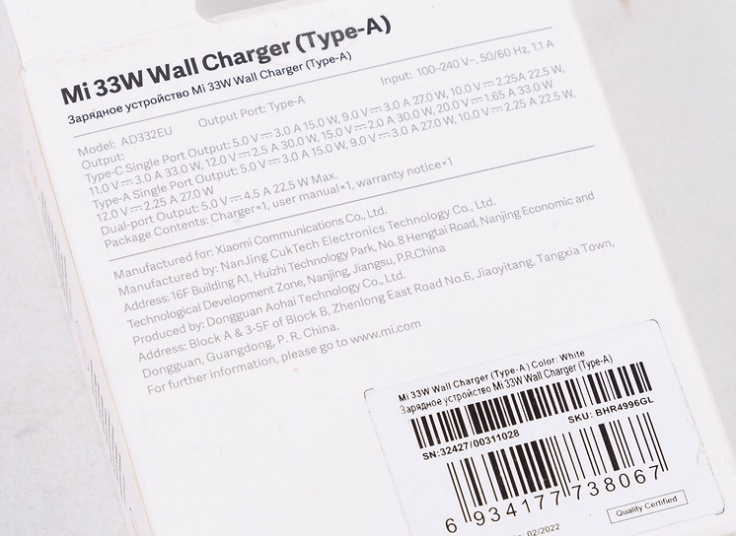 Mi 33W Wall Charger (Type-A)
Зарядное устройство Mi 33W Wall Charger (Type-A)
Model: AD332EU Output Port: Type-A Input: 100–240 V~, 50/60 Hz, 1.1 A
Output:
Type-C Single Port Output: 5.0 V⎓3.0 A 15.0 W, 9.0 V⎓3.0 A 27.0 W, 10.0 V⎓2.25A 22.5 W,
11.0 V⎓3.0 A 33.0 W, 12.0 V⎓2.5 A 30.0 W, 15.0 V⎓2.0 A 30.0 W, 20.0 V⎓1.65 A 33.0 W
Type-A Single Port Output: 5.0 V⎓3.0 A 15.0 W, 9.0 V⎓3.0 A 27.0 W, 10.0 V⎓2.25 A 22.5 W,
12.0 V⎓2.25 A 27.0 W
Dual-port Output: 5.0 V⎓4.5 A 22.5 W Max.
Package Contents: Charger×1, user manual×1, warranty notice×1
Manufactured for: Xiaomi Communications Co., Ltd.
Manufactured by: NanJing CukTech Electronics Technology Co., Ltd.
Address: 16F Building A1, Huizhi Technology Park, No. 8 Hengtai Road, Nanjing Economic and
Technological Development Zone, Nanjing, Jiangsu, P.R.China
Produced by: Dongguan Aohai Technology Co., Ltd.
Address: Block A & 3-5F of Block B, Zhenlong East Road No.6, Jiaoyitang, Tangxia Town,
Dongguan, Guangdong, P. R. China.
For further information, please go to www.mi.com
Mi 33W Wall Charger (Type-A) Color: White
Зарядное устройство Mi 33W Wall Charger (Type-A)
SN:32427/00311028 SKU: BHR4996GL
6 934177 738067
02/2022 Quality Certified